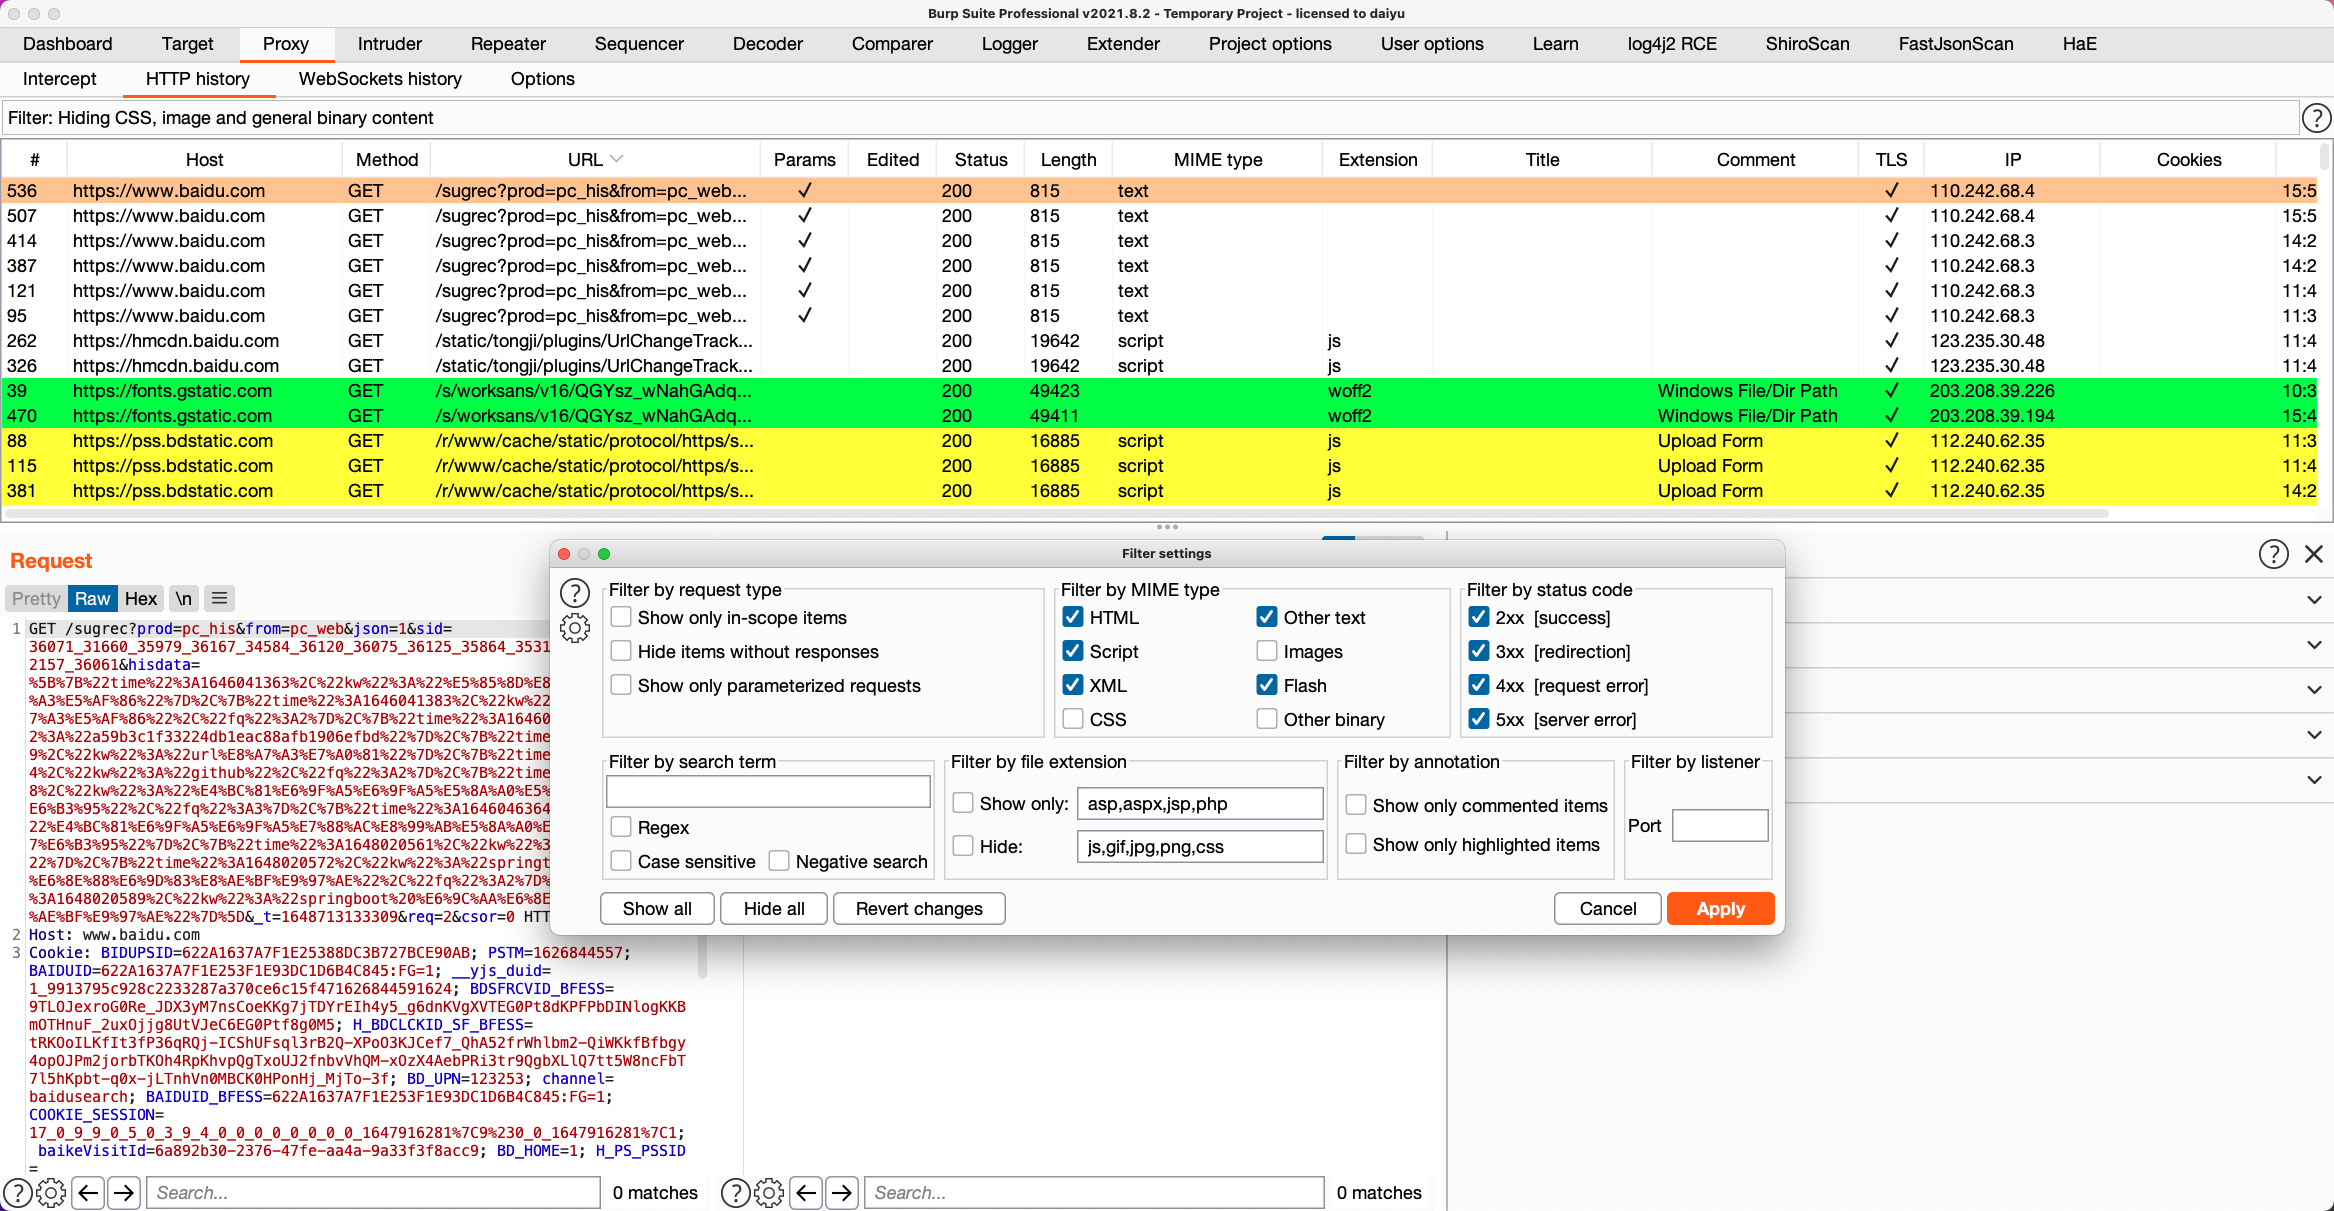 Burp Suite Professional v2021.8.2 - Temporary Project - licensed to daiyu
Dashboard Target Proxy Intruder Repeater Sequencer Decoder Comparer Logger Extender Project options User options Learn log4j2 RCE ShiroScan FastJsonScan HaE
Intercept HTTP history WebSockets history Options
Filter: Hiding CSS, image and general binary content
# Host Method URL Params Edited Status Length MIME type Extension Title Comment TLS IP Cookies
536 https://www.baidu.com GET /sugrec?prod=pc_his&from=pc_web... ✓ 200 815 text ✓ 110.242.68.4 15:5
507 https://www.baidu.com GET /sugrec?prod=pc_his&from=pc_web... ✓ 200 815 text ✓ 110.242.68.4 15:5
414 https://www.baidu.com GET /sugrec?prod=pc_his&from=pc_web... ✓ 200 815 text ✓ 110.242.68.3 14:2
387 https://www.baidu.com GET /sugrec?prod=pc_his&from=pc_web... ✓ 200 815 text ✓ 110.242.68.3 14:2
121 https://www.baidu.com GET /sugrec?prod=pc_his&from=pc_web... ✓ 200 815 text ✓ 110.242.68.3 11:4
95 https://www.baidu.com GET /sugrec?prod=pc_his&from=pc_web... ✓ 200 815 text ✓ 110.242.68.3 11:3
262 https://hmcdn.baidu.com GET /static/tongji/plugins/UrlChangeTrack... 200 19642 script js ✓ 123.235.30.48 11:4
326 https://hmcdn.baidu.com GET /static/tongji/plugins/UrlChangeTrack... 200 19642 script js ✓ 123.235.30.48 11:4
39 https://fonts.gstatic.com GET /s/worksans/v16/QGYsz_wNahGAdq... 200 49423 woff2 Windows File/Dir Path ✓ 203.208.39.226 10:3
470 https://fonts.gstatic.com GET /s/worksans/v16/QGYsz_wNahGAdq... 200 49411 woff2 Windows File/Dir Path ✓ 203.208.39.194 15:4
88 https://pss.bdstatic.com GET /r/www/cache/static/protocol/https/s... 200 16885 script js Upload Form ✓ 112.240.62.35 11:3
115 https://pss.bdstatic.com GET /r/www/cache/static/protocol/https/s... 200 16885 script js Upload Form ✓ 112.240.62.35 11:4
381 https://pss.bdstatic.com GET /r/www/cache/static/protocol/https/s... 200 16885 script js Upload Form ✓ 112.240.62.35 14:2
Request
Pretty Raw Hex \n
1 GET /sugrec?prod=pc_his&from=pc_web&json=1&sid=
36071_31660_35979_36167_34584_36120_36075_36125_35864_3531
2157_36061&hisdata=
%5B%7B%22time%22%3A1646041363%2C%22kw%22%3A%22%E5%85%8D%E8
%A3%E5%AF%86%22%7D%2C%7B%22time%22%3A1646041383%2C%22kw%22
7%A3%E5%AF%86%22%2C%22fq%22%3A2%7D%2C%7B%22time%22%3A16460
2%3A%22a59b3c1f33224db1eac88afb1906efbd%22%7D%2C%7B%22time
9%2C%22kw%22%3A%22url%E8%A7%A3%E7%A0%81%22%7D%2C%7B%22time
4%2C%22kw%22%3A%22github%22%2C%22fq%22%3A2%7D%2C%7B%22time
8%2C%22kw%22%3A%22%E4%BC%81%E6%9F%A5%E6%9F%A5%E5%8A%A0%E5%
E6%B3%95%22%2C%22fq%22%3A3%7D%2C%7B%22time%22%3A1646046364
22%E4%BC%81%E6%9F%A5%E6%9F%A5%E7%88%AC%E8%99%AB%E5%8A%A0%E
7%E6%B3%95%22%7D%2C%7B%22time%22%3A1648020561%2C%22kw%22%3
22%7D%2C%7B%22time%22%3A1648020572%2C%22kw%22%3A%22springt
%E6%8E%88%E6%9D%83%E8%AE%BF%E9%97%AE%22%2C%22fq%22%3A2%7D%
%3A1648020589%2C%22kw%22%3A%22springboot%20%E6%9C%AA%E6%8E
%AE%BF%E9%97%AE%22%7D%5D&_t=1648713133309&req=2&csor=0 HTT
2 Host: www.baidu.com
3 Cookie: BIDUPSID=622A1637A7F1E25388DC3B727BCE90AB; PSTM=1626844557;
BAIDUID=622A1637A7F1E253F1E93DC1D6B4C845:FG=1; __yjs_duid=
1_9913795c928c2233287a370ce6c15f471626844591624; BDSFRCVID_BFESS=
9TLOJexroG0Re_JDX3yM7nsCoeKKg7jTDYrEIh4y5_g6dnKVgXVTEG0Pt8dKPFPbDINlogKKB
mOTHnuF_2uxOjjg8UtVJeC6EG0Ptf8g0M5; H_BDCLCKID_SF_BFESS=
tRKOoILKfIt3fP36qRQj-ICShUFsql3rB2Q-XPoO3KJCef7_QhA52frWhlbm2-QiWKkfBfbgy
4opOJPm2jorbTKOh4RpKhvpQgTxoUJ2fnbvVhQM-xOzX4AebPRi3tr9QgbXLlQ7tt5W8ncFbT
7l5hKpbt-q0x-jLTnhVn0MBCK0HPonHj_MjTo-3f; BD_UPN=123253; channel=
baidusearch; BAIDUID_BFESS=622A1637A7F1E253F1E93DC1D6B4C845:FG=1;
COOKIE_SESSION=
17_0_9_9_0_5_0_3_9_4_0_0_0_0_0_0_0_0_1647916281%7C9%230_0_1647916281%7C1;
baikeVisitId=6a892b30-2376-47fe-aa4a-9a33f3f8acc9; BD_HOME=1; H_PS_PSSID
=
Search... 0 matches
Search... 0 matches
Filter settings
Filter by request type
Show only in-scope items
Hide items without responses
Show only parameterized requests
Filter by MIME type
HTML Other text
Script Images
XML Flash
CSS Other binary
Filter by status code
2xx [success]
3xx [redirection]
4xx [request error]
5xx [server error]
Filter by search term
Regex
Case sensitive Negative search
Filter by file extension
Show only: asp,aspx,jsp,php
Hide: js,gif,jpg,png,css
Filter by annotation
Show only commented items
Show only highlighted items
Filter by listener
Port
Show all Hide all Revert changes Cancel Apply